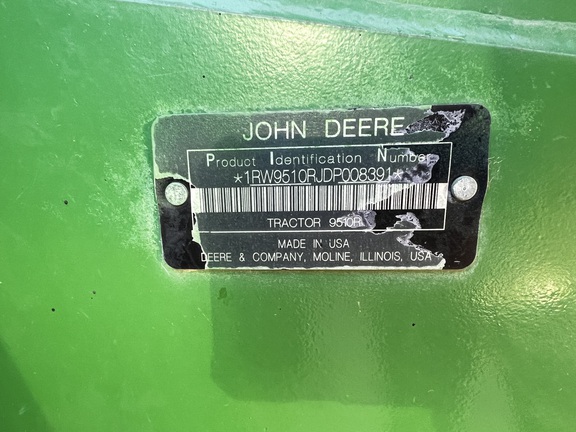 JOHN DEERE
Product Identification Number
*1RW9510RJDP008391*
TRACTOR 9510R
MADE IN USA
DEERE & COMPANY, MOLINE, ILLINOIS, USA